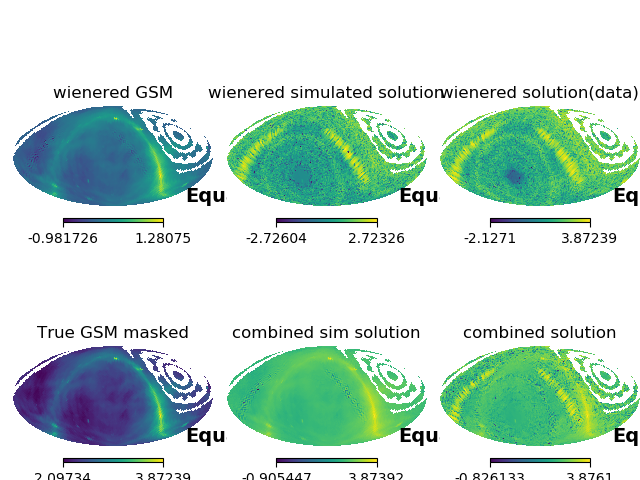 wienered GSM
wienered simulated solution
wienered solution(data)
Equ
Equ
Eq
-0.981726 1.28075
-2.72604 2.72326
-2.1271 3.87239
True GSM masked
combined sim solution
combined solution
Equ
Equ
Eq
2.09734 3.87239
-0.905447 3.87392
-0.826133 3.8761